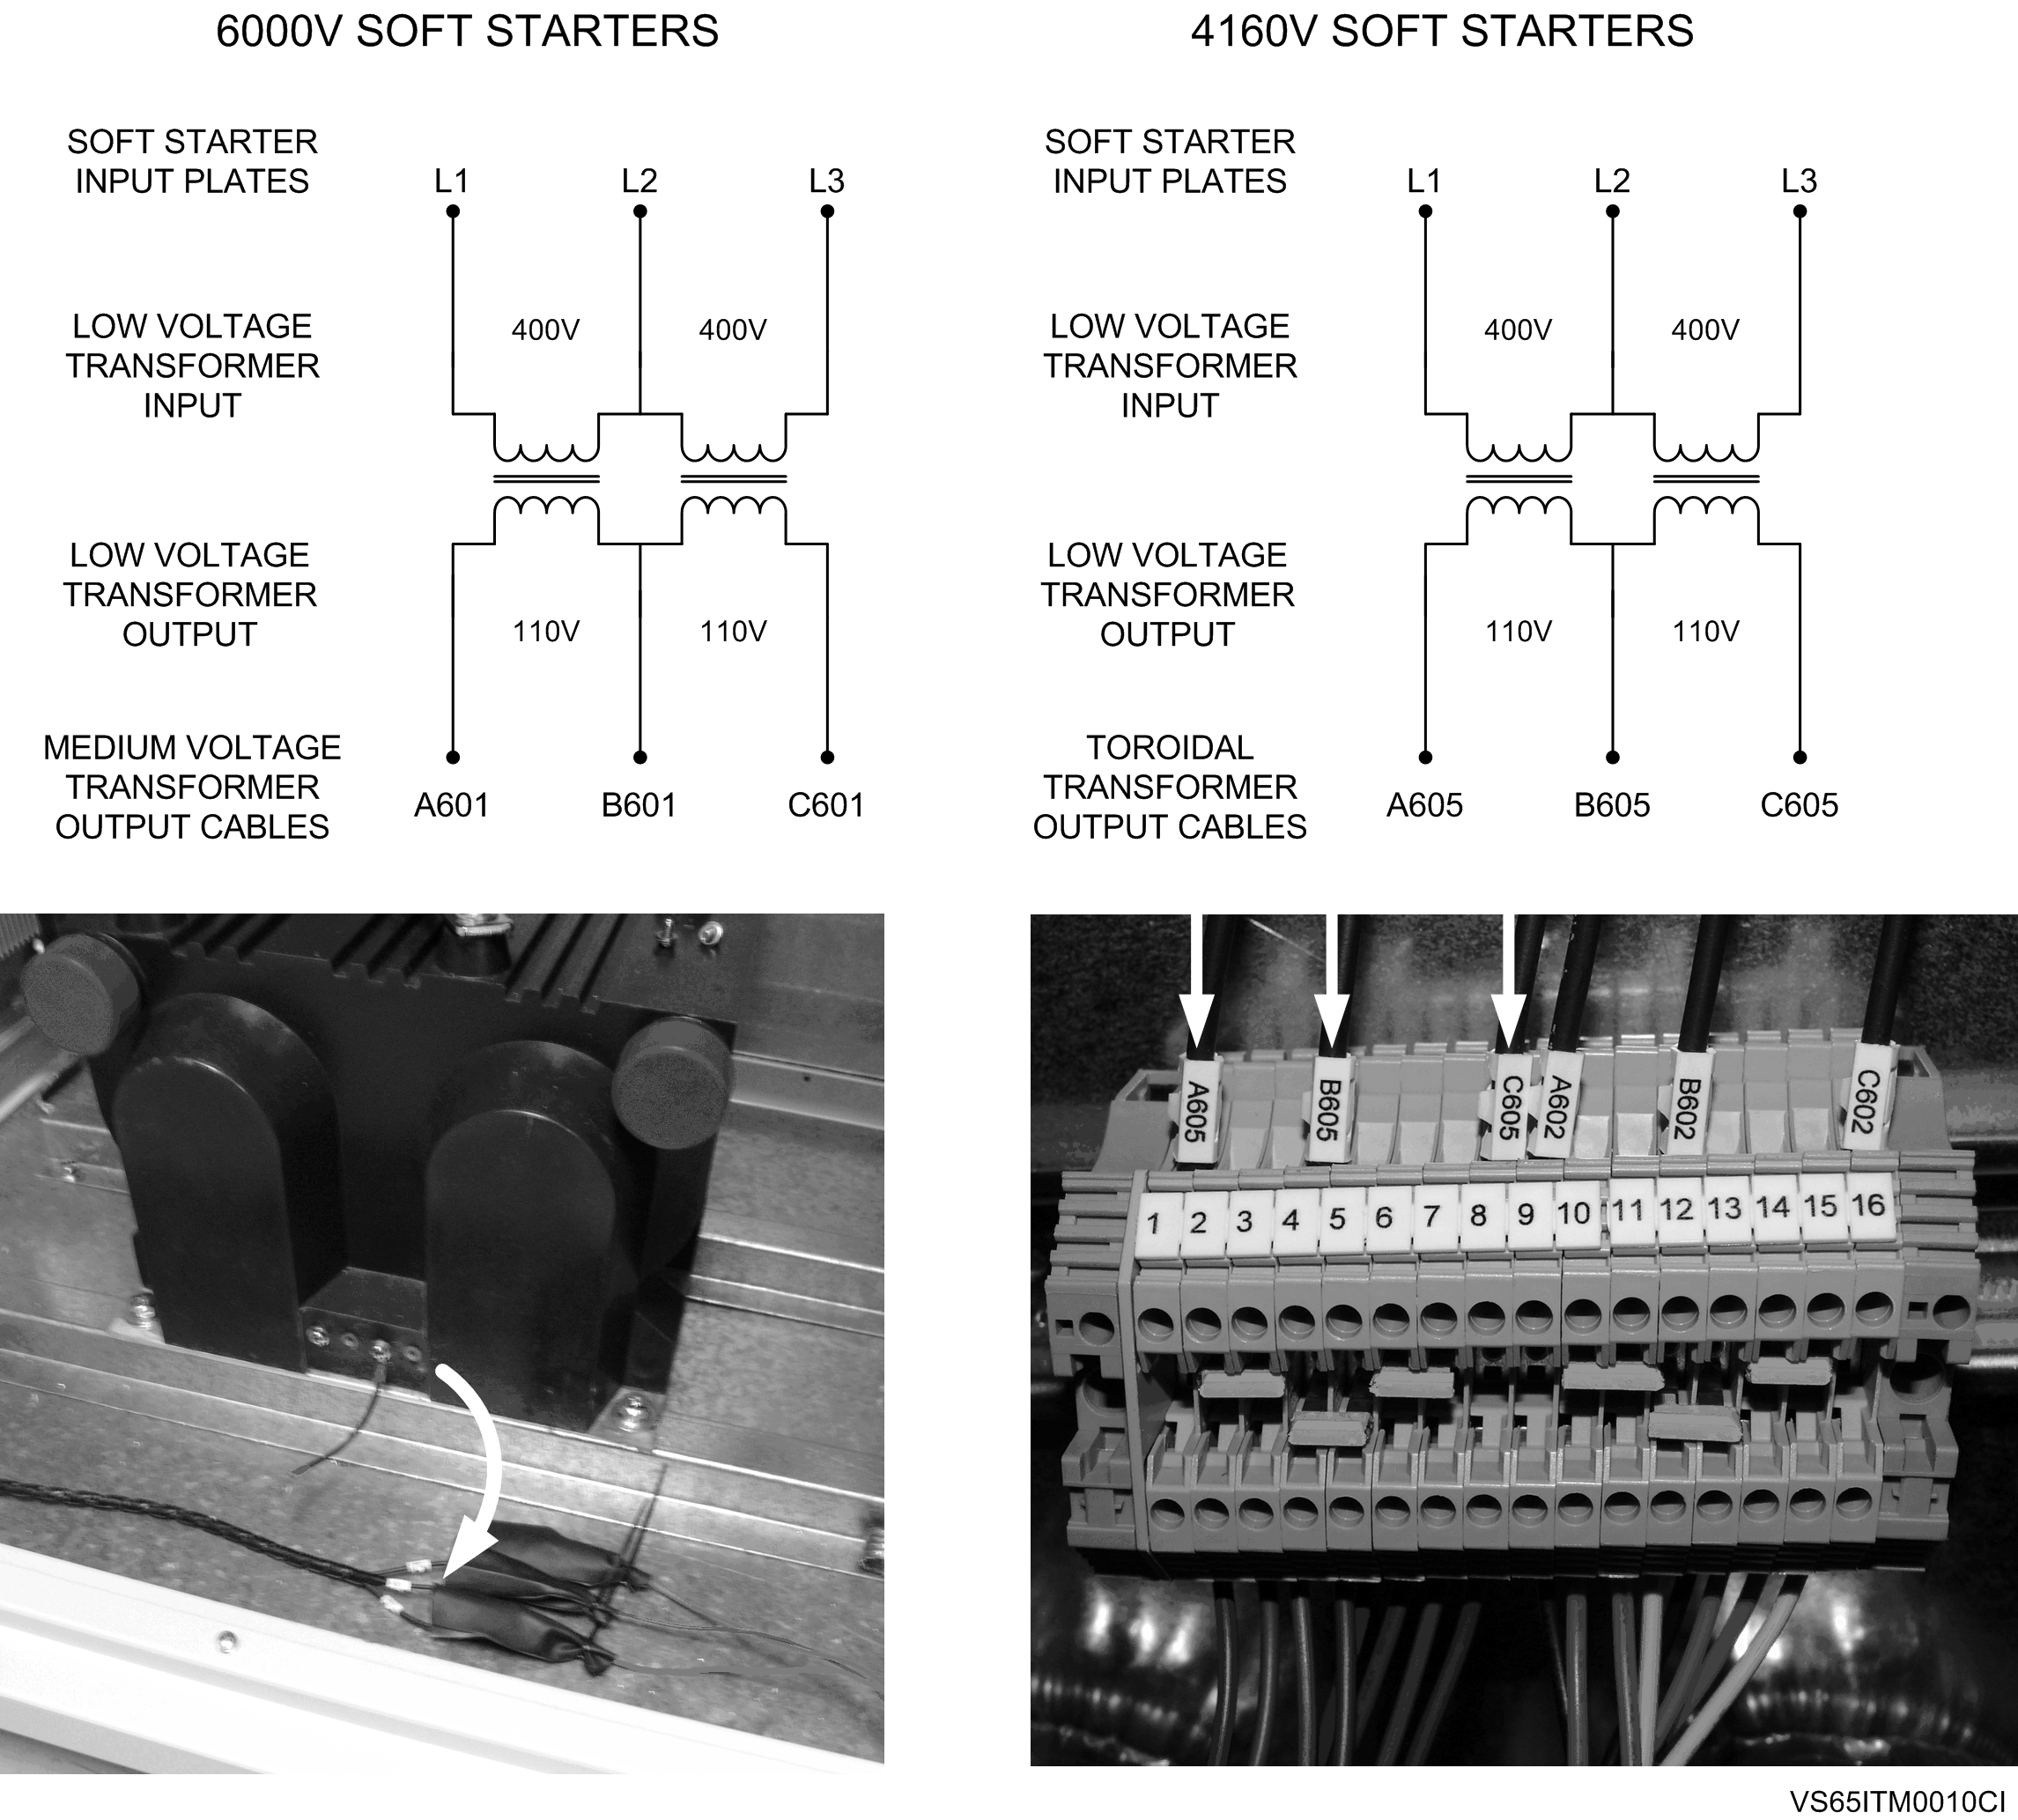 6000V SOFT STARTERS
SOFT STARTER
INPUT PLATES
L1 L2 L3
LOW VOLTAGE
TRANSFORMER
INPUT
400V 400V
LOW VOLTAGE
TRANSFORMER
OUTPUT
110V 110V
MEDIUM VOLTAGE
TRANSFORMER
OUTPUT CABLES
A601 B601 C601
4160V SOFT STARTERS
SOFT STARTER
INPUT PLATES
L1 L2 L3
LOW VOLTAGE
TRANSFORMER
INPUT
400V 400V
LOW VOLTAGE
TRANSFORMER
OUTPUT
110V 110V
TOROIDAL
TRANSFORMER
OUTPUT CABLES
A605 B605 C605
A605 B605 C605 A602 B602 C602
1 2 3 4 5 6 7 8 9 10 11 12 13 14 15 16
VS65ITM0010CI